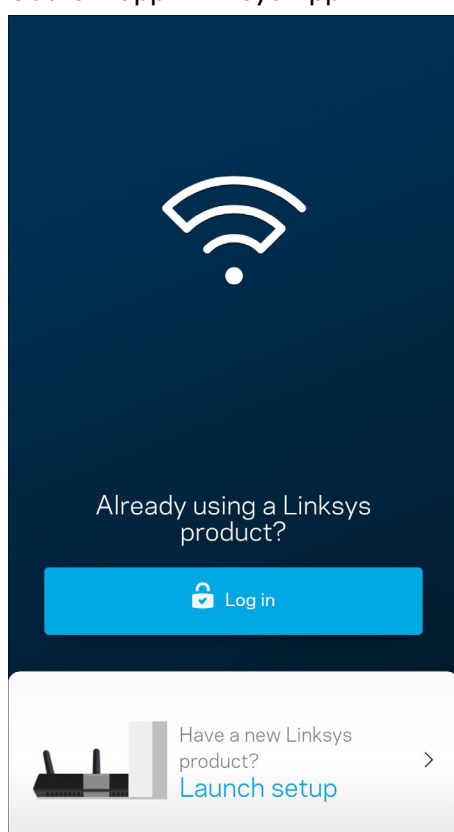 Already using a Linksys
product?
Log in
Have a new Linksys
product?
Launch setup